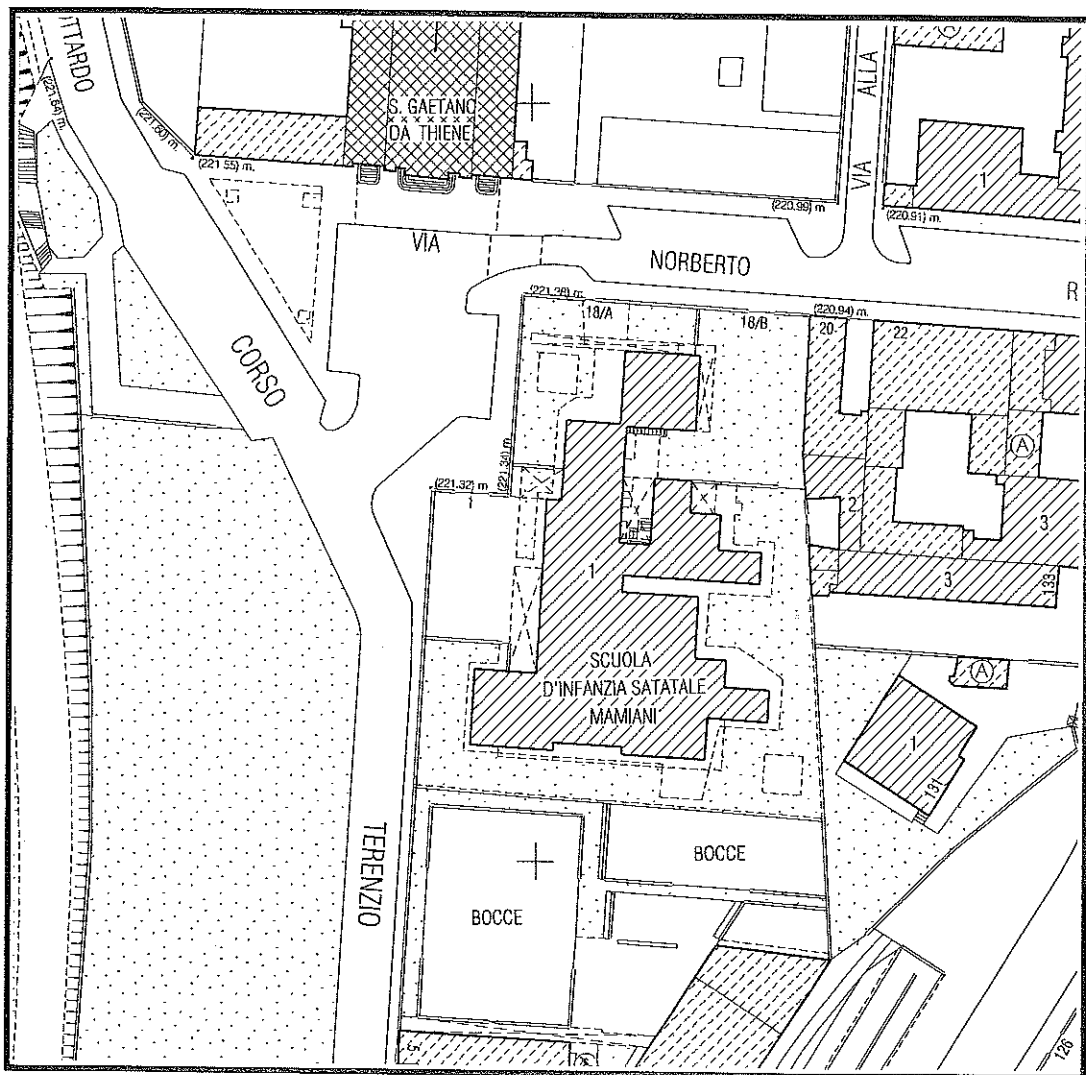 TTARDO
(221.64) m.
(221.60) m.
(221.55) m.
S. GAETANO
DA THIENE
VIA ALLA
1
(220.99) m
(220.91) m.
VIA
NORBERTO
R
(221.38) m.
18/A
18/B
(220.94) m.
20
22
CORSO
A
(221.34) m.
(221.32) m
2
3
1
3
133
SCUOLA
D'INFANZIA SATATALE
MAMIANI
A
1
131
TERENZIO
BOCCE
BOCCE
5
126